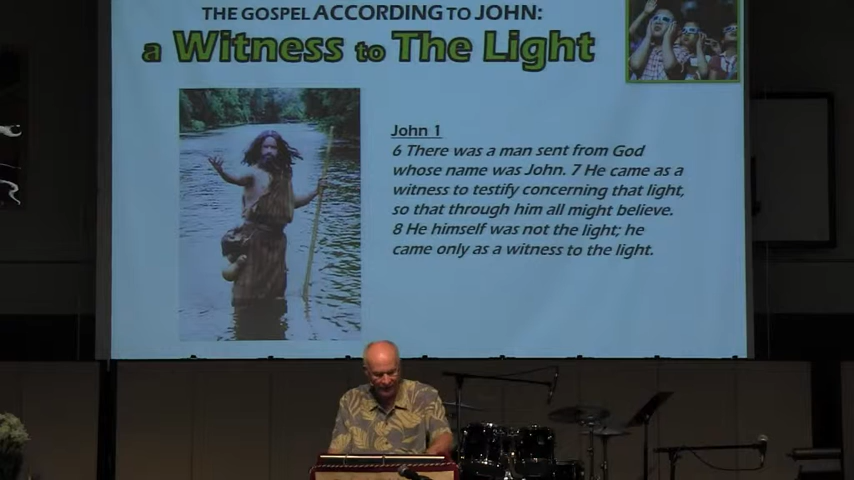 THE GOSPEL ACCORDING TO JOHN:
a Witness to The Light
John 1
6 There was a man sent from God
whose name was John. 7 He came as a
witness to testify concerning that light,
so that through him all might believe.
8 He himself was not the light; he
came only as a witness to the light.